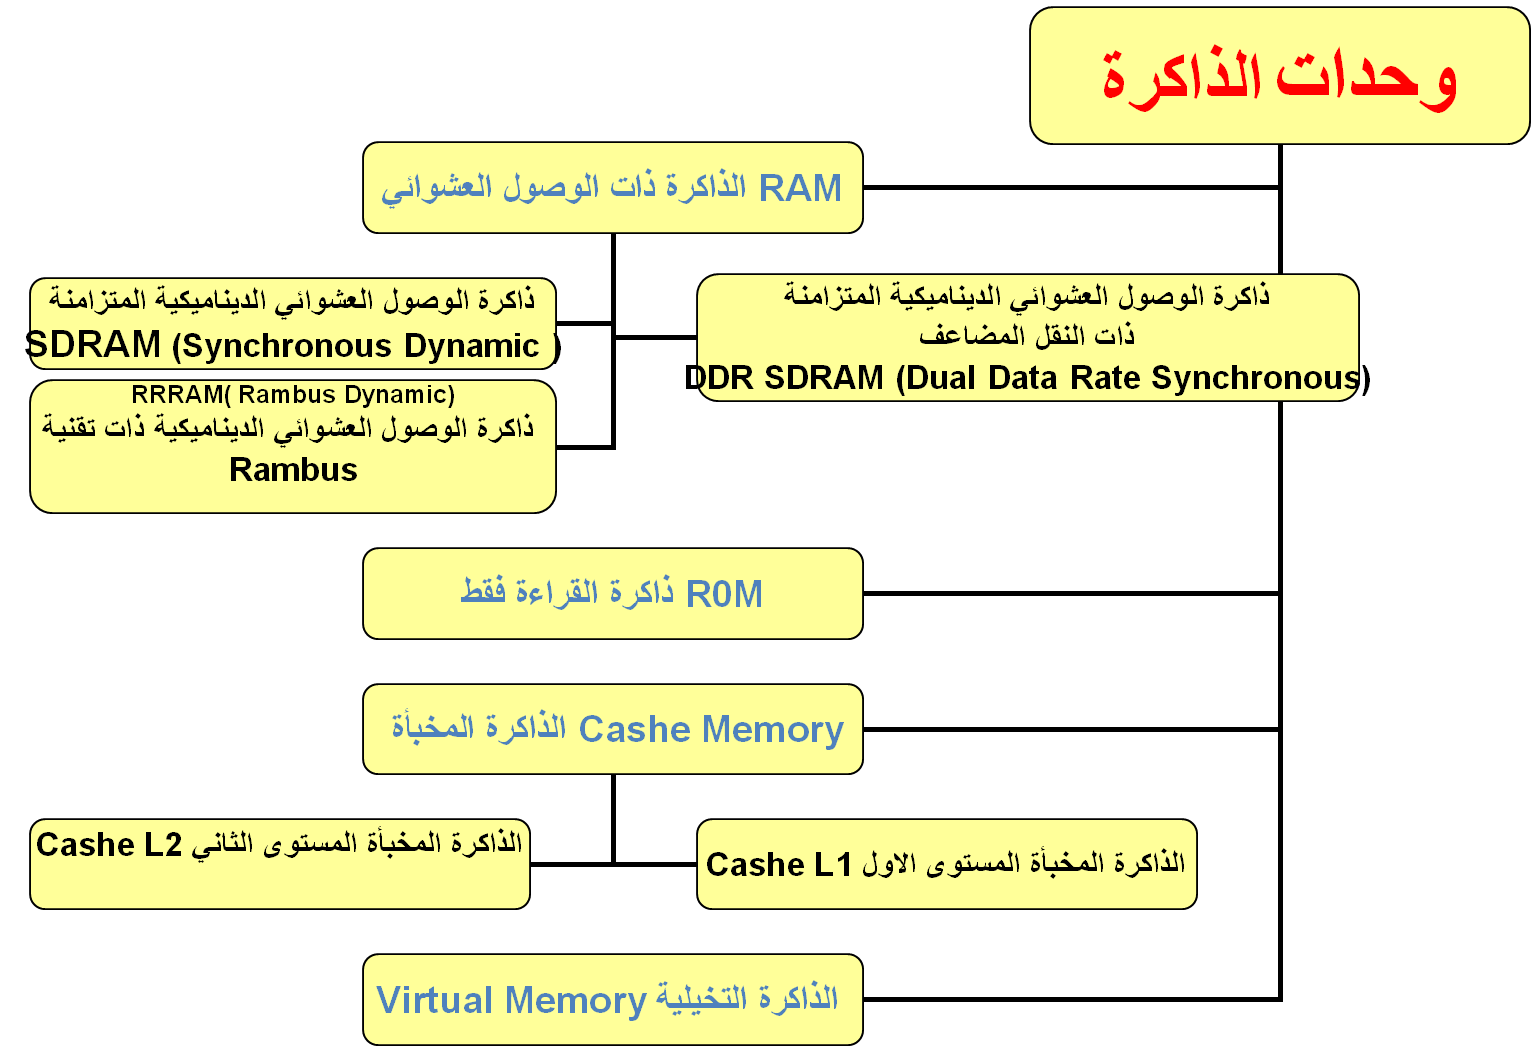 وحدات الذاكرة
RAM الذاكرة ذات الوصول العشوائي
ذاكرة الوصول العشوائي الديناميكية المتزامنة
ذات النقل المضاعف
DDR SDRAM (Dual Data Rate Synchronous)
ذاكرة الوصول العشوائي الديناميكية المتزامنة
SDRAM (Synchronous Dynamic )
RRRAM( Rambus Dynamic)
ذاكرة الوصول العشوائي الديناميكية ذات تقنية
Rambus
R0M ذاكرة القراءة فقط
Cashe Memory الذاكرة المخبأة
الذاكرة المخبأة المستوى الاول Cashe L1
الذاكرة المخبأة المستوى الثاني Cashe L2
الذاكرة التخيلية Virtual Memory